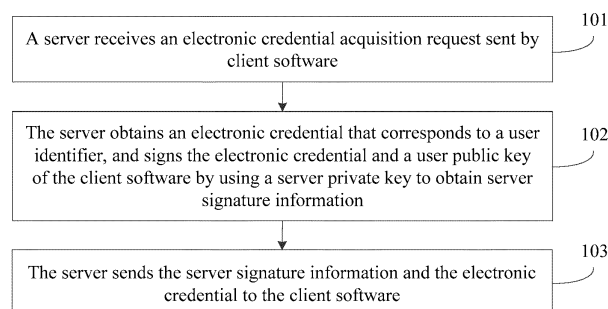 101
A server receives an electronic credential acquisition request sent by
client software
102
The server obtains an electronic credential that corresponds to a user
identifier, and signs the electronic credential and a user public key
of the client software by using a server private key to obtain server
signature information
103
The server sends the server signature information and the electronic
credential to the client software